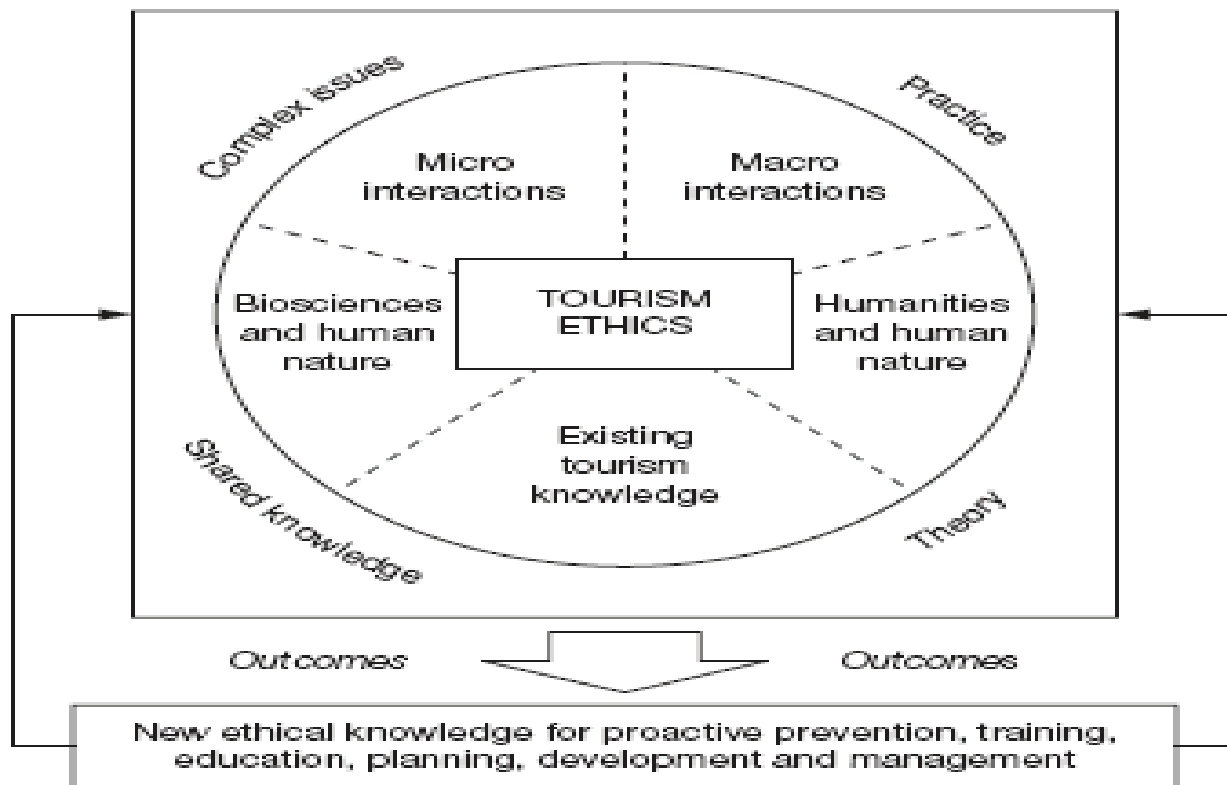 Complex issues
Practice
Micro
interactions
Macro
interactions
Biosciences
and human
nature
TOURISM
ETHICS
Humanities
and human
nature
Existing
tourism
knowledge
Shared knowledge
Theory
Outcomes
Outcomes
New ethical knowledge for proactive prevention, training,
education, planning, development and management